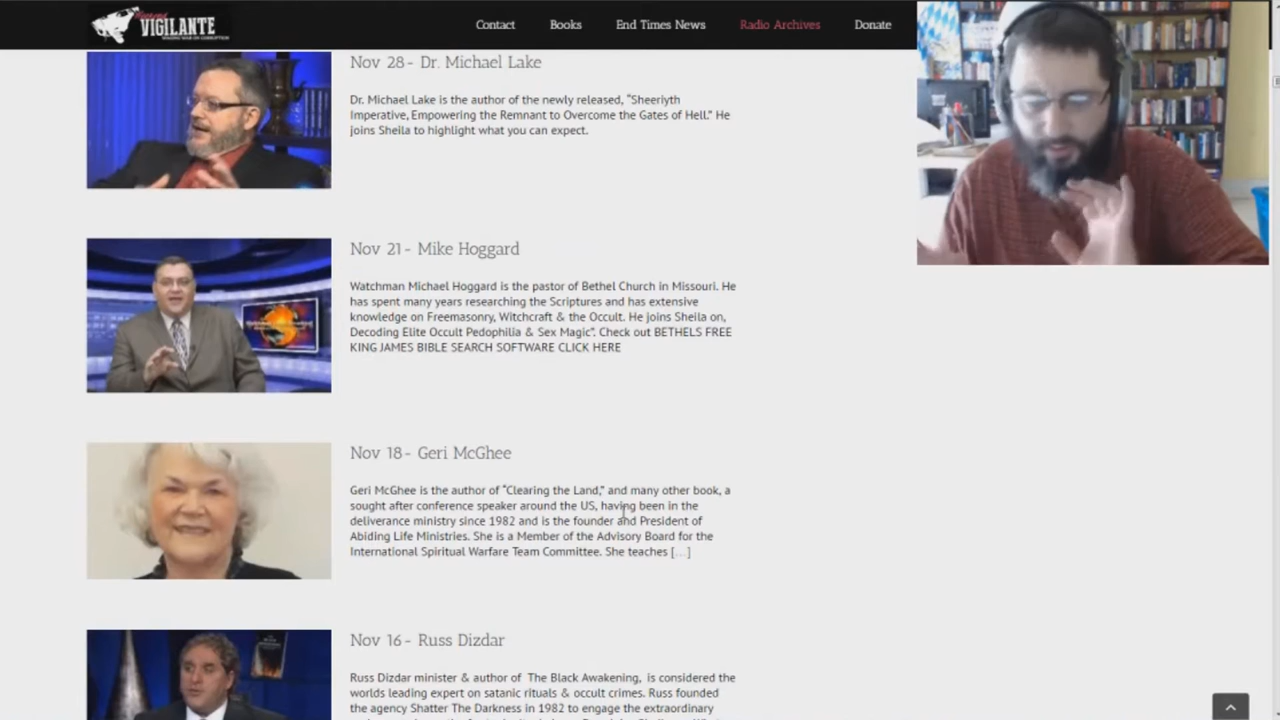 VIGILANTE
Contact
Books
End Times News
Radio Archives
Donate
Nov 28- Dr. Michael Lake
Dr. Michael Lake is the author of the newly released, “Sheeriyth
Imperative, Empowering the Remnant to Overcome the Gates of Hell.” He
joins Sheila to highlight what you can expect.
Nov 21- Mike Hoggard
Watchman Michael Hoggard is the pastor of Bethel Church in Missouri. He
has spent many years researching the Scriptures and has extensive
knowledge on Freemasonry, Witchcraft & the Occult. He joins Sheila on,
Decoding Elite Occult Pedophilia & Sex Magic”. Check out BETHELS FREE
KING JAMES BIBLE SEARCH SOFTWARE CLICK HERE
Nov 18- Geri McGhee
Geri McGhee is the author of “Clearing the Land,” and many other book, a
sought after conference speaker around the US, having been in the
deliverance ministry since 1982 and is the founder and President of
Abiding Life Ministries. She is a Member of the Advisory Board for the
International Spiritual Warfare Team Committee. She teaches [...]
Nov 16- Russ Dizdar
Russ Dizdar minister & author of The Black Awakening, is considered the
worlds leading expert on satanic rituals & occult crimes. Russ founded
the agency Shatter The Darkness in 1982 to engage the extraordinary